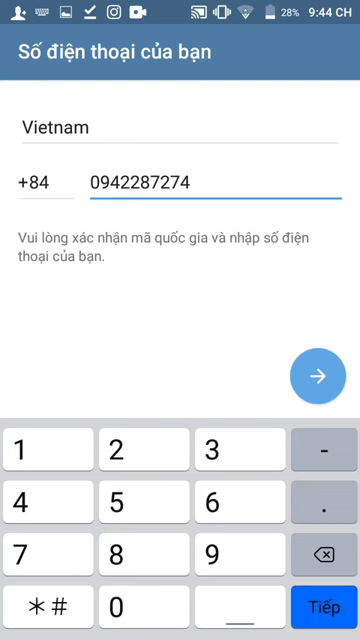 28% 9:44 CH
Số điện thoại của bạn
Vietnam
+84 0942287274
Vui lòng xác nhận mã quốc gia và nhập số điện
thoại của bạn.
1 2 3 -
4 5 6 .
7 8 9
*# 0 _ Tiếp